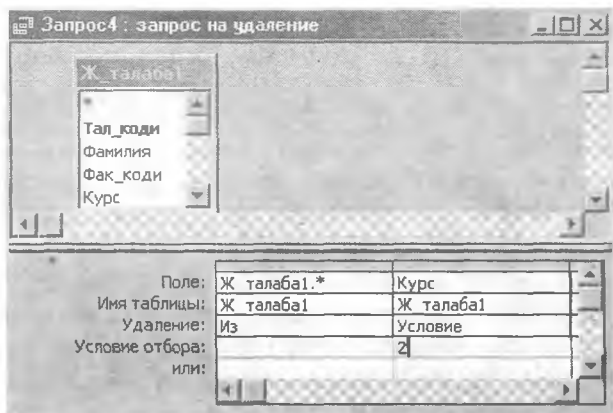 Запрос4 : запрос на удаление
Ж_талаба1
*
Тал_коди
Фамилия
Фак_коди
Курс
Поле: Ж_талаба1.* Курс
Имя таблицы: Ж_талаба1 Ж_талаба1
Удаление: Из Условие
Условие отбора: 2
или: